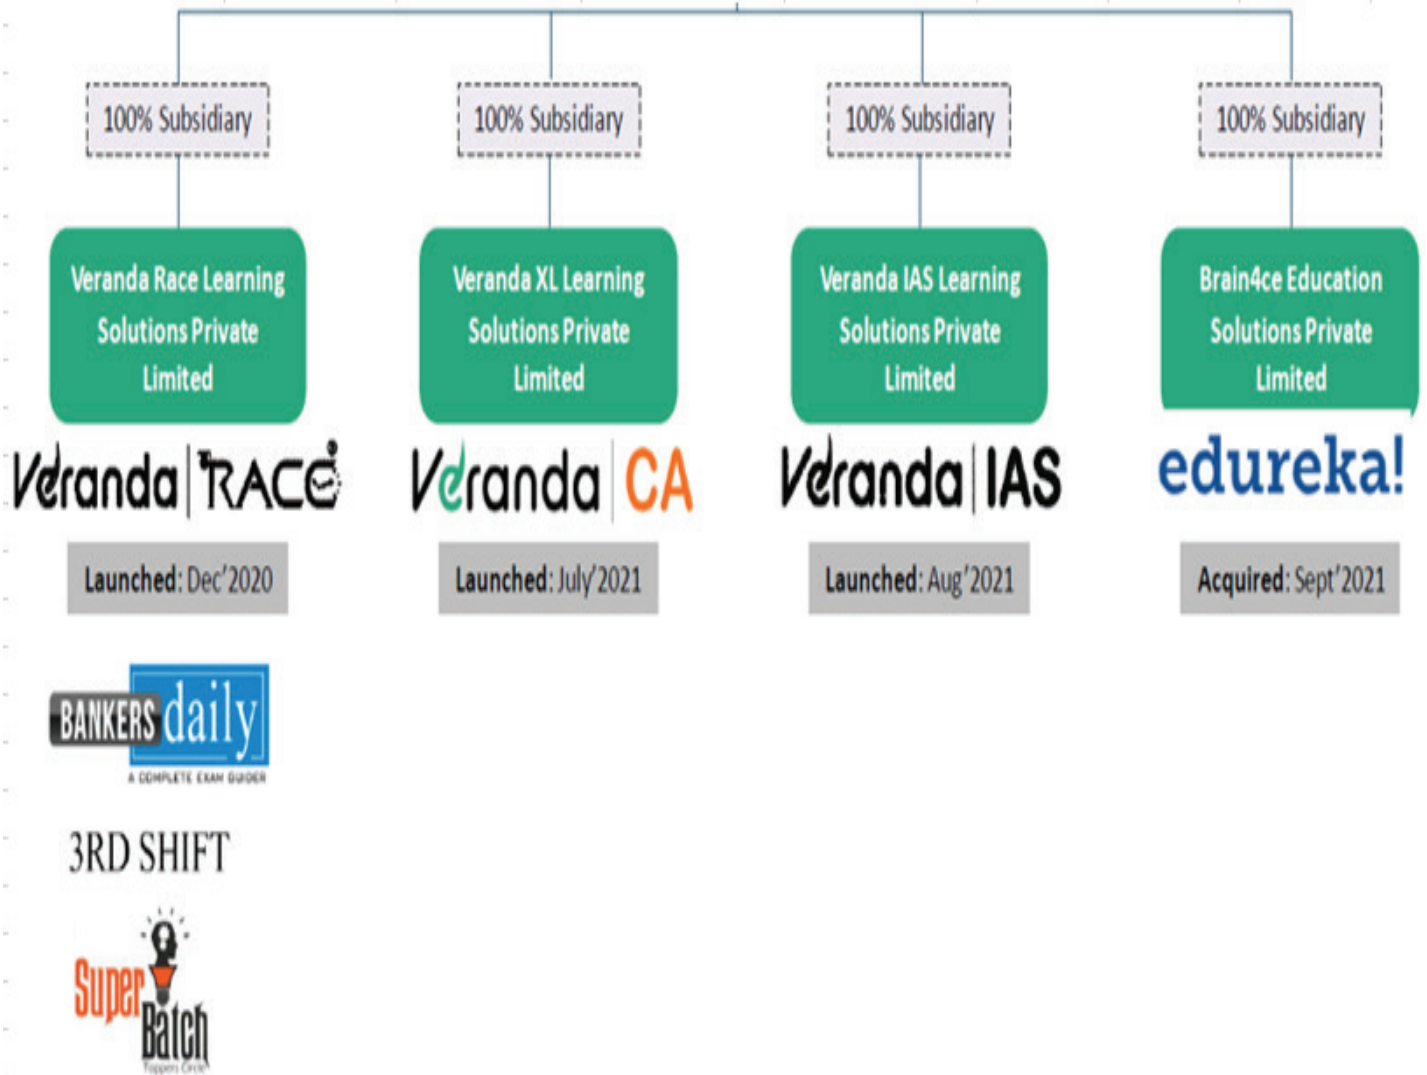 100% Subsidiary
100% Subsidiary
100% Subsidiary
100% Subsidiary
Veranda Race Learning
Solutions Private
Limited
Veranda XL Learning
Solutions Private
Limited
Veranda IAS Learning
Solutions Private
Limited
Brain4ce Education
Solutions Private
Limited
Veranda | RACE
Veranda | CA
Veranda | IAS
edureka!
Launched: Dec'2020
Launched: July'2021
Launched: Aug'2021
Acquired: Sept'2021
BANKERS daily
A COMPLETE EXAM GUIDER
3RD SHIFT
Super
Batch
Toppers Circle